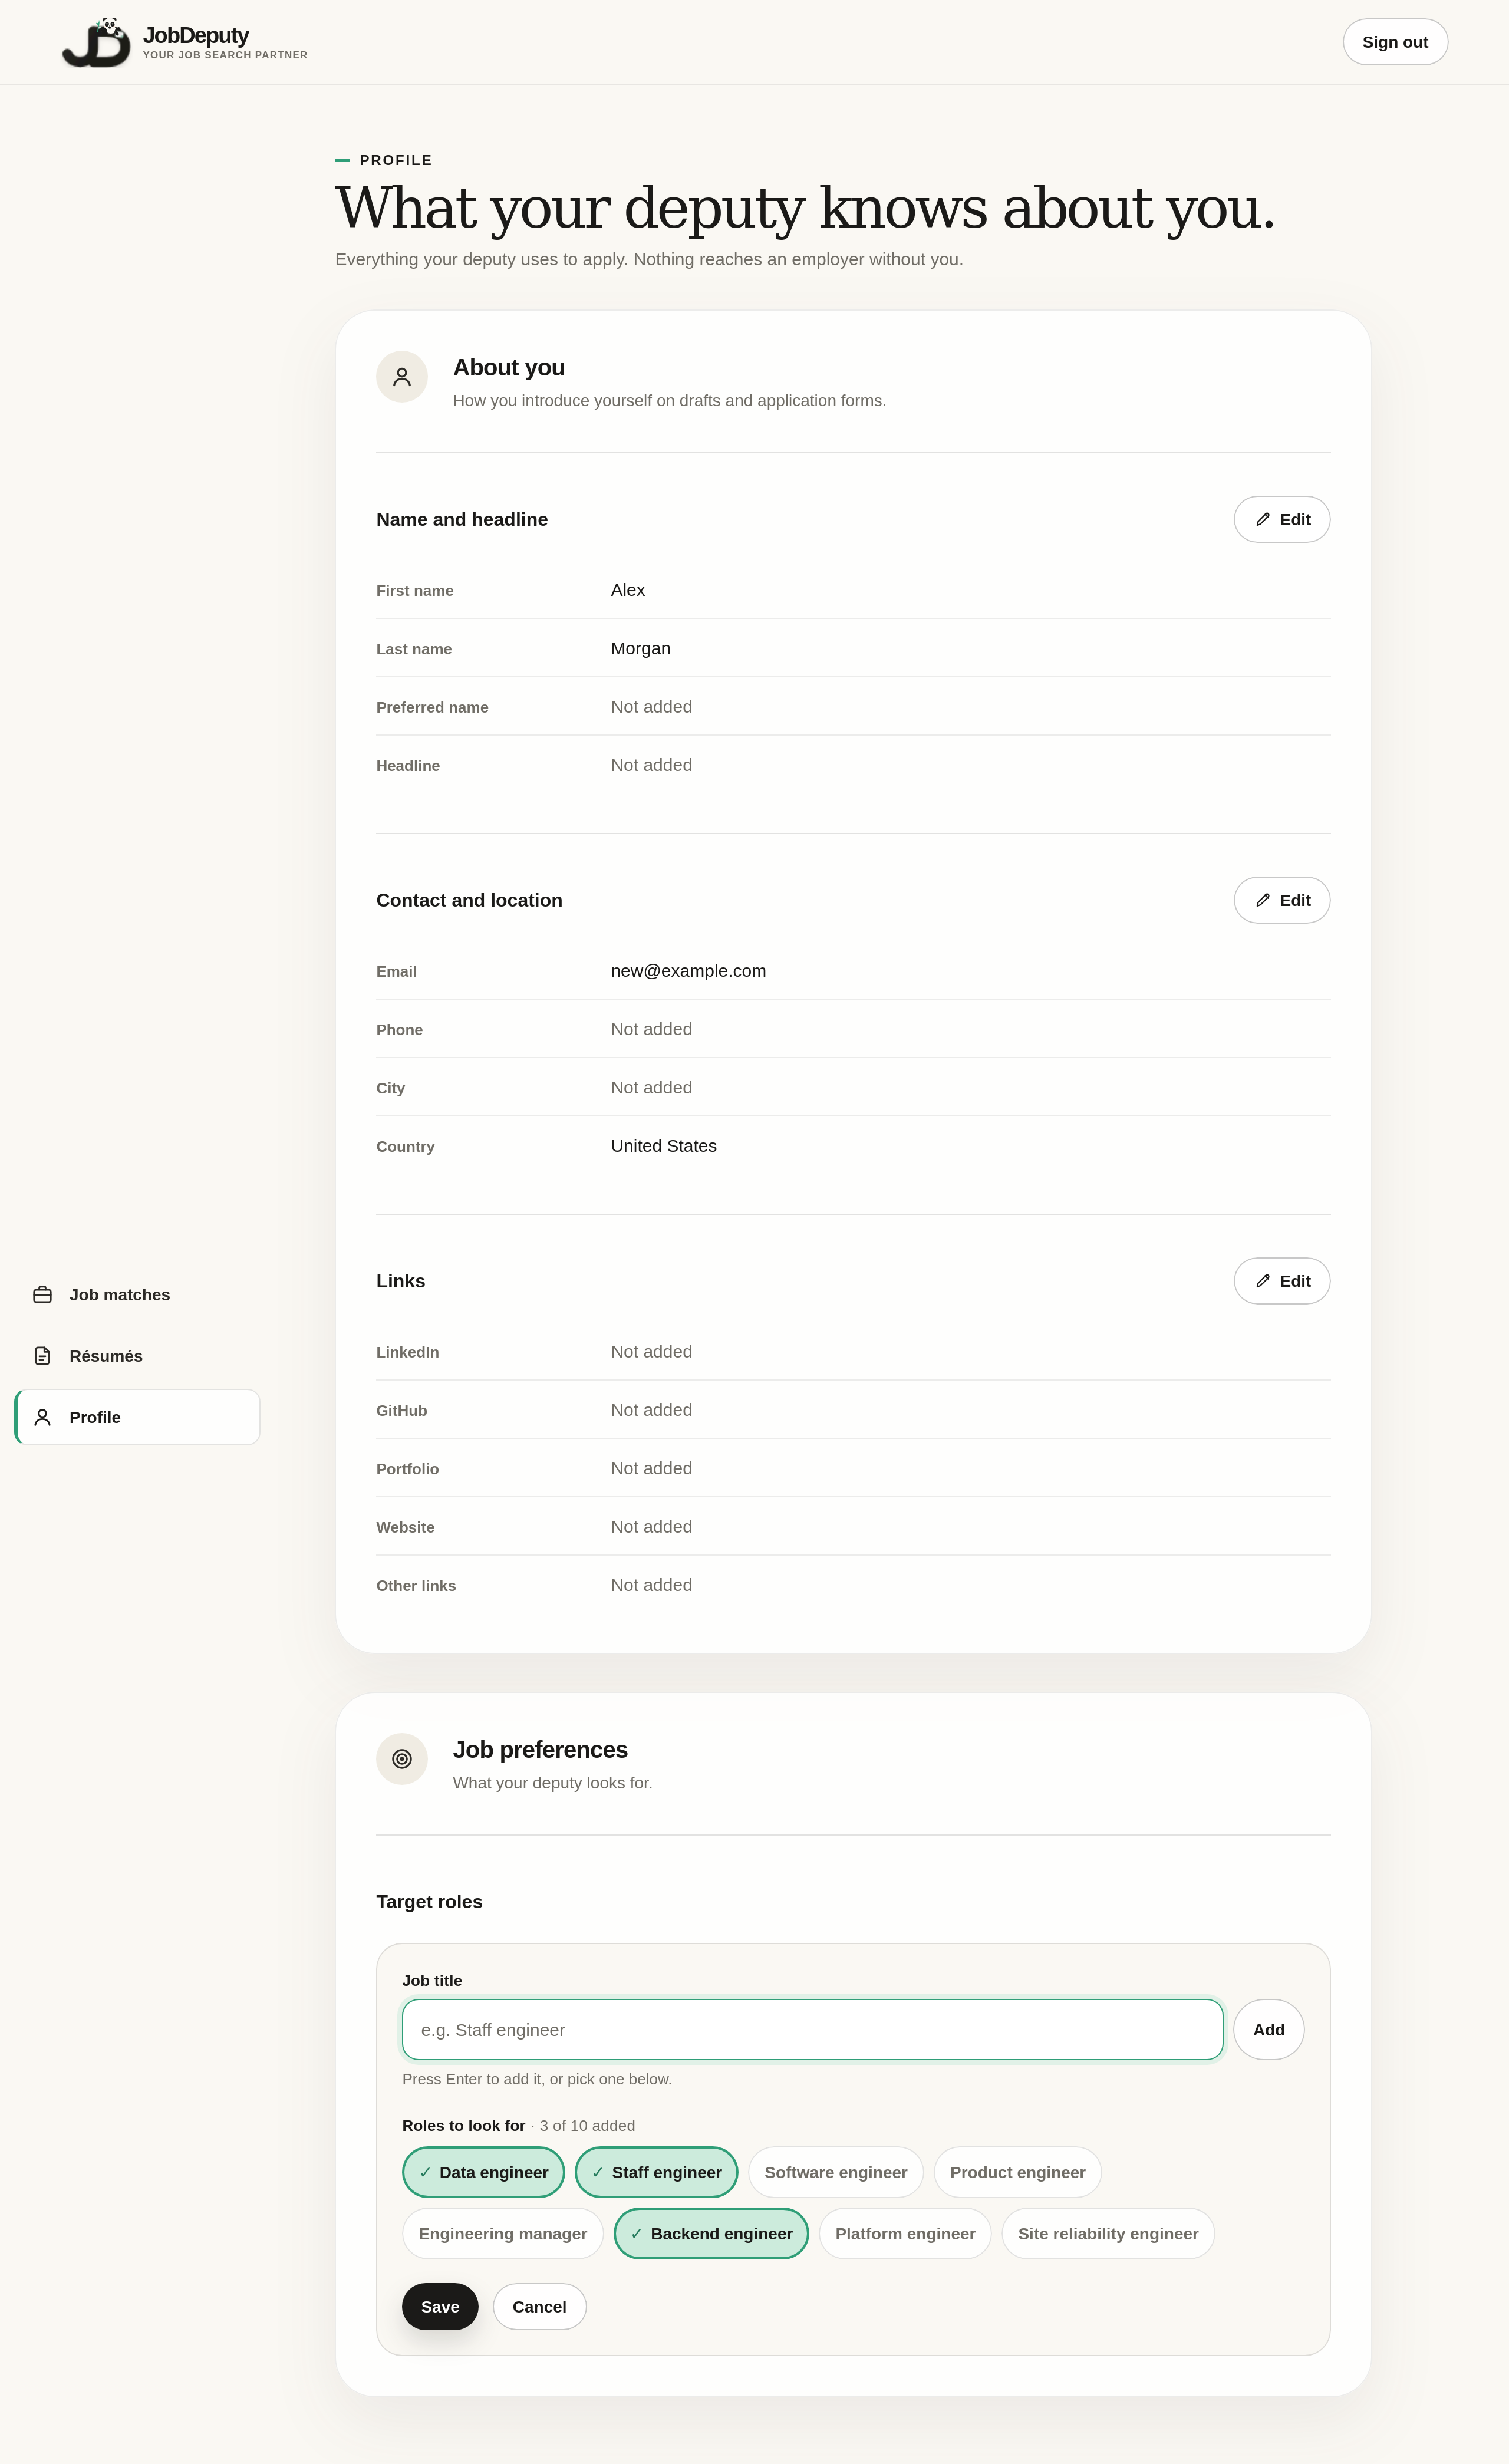 JobDeputy
YOUR JOB SEARCH PARTNER
Sign out
PROFILE
What your deputy knows about you.
Everything your deputy uses to apply. Nothing reaches an employer without you.
About you
How you introduce yourself on drafts and application forms.
Name and headline
Edit
First name Alex
Last name Morgan
Preferred name Not added
Headline Not added
Contact and location
Edit
Email new@example.com
Phone Not added
City Not added
Country United States
Links
Edit
LinkedIn Not added
GitHub Not added
Portfolio Not added
Website Not added
Other links Not added
Job matches
Résumés
Profile
Job preferences
What your deputy looks for.
Target roles
Job title
e.g. Staff engineer
Add
Press Enter to add it, or pick one below.
Roles to look for · 3 of 10 added
✓ Data engineer ✓ Staff engineer Software engineer Product engineer
Engineering manager ✓ Backend engineer Platform engineer Site reliability engineer
Save Cancel